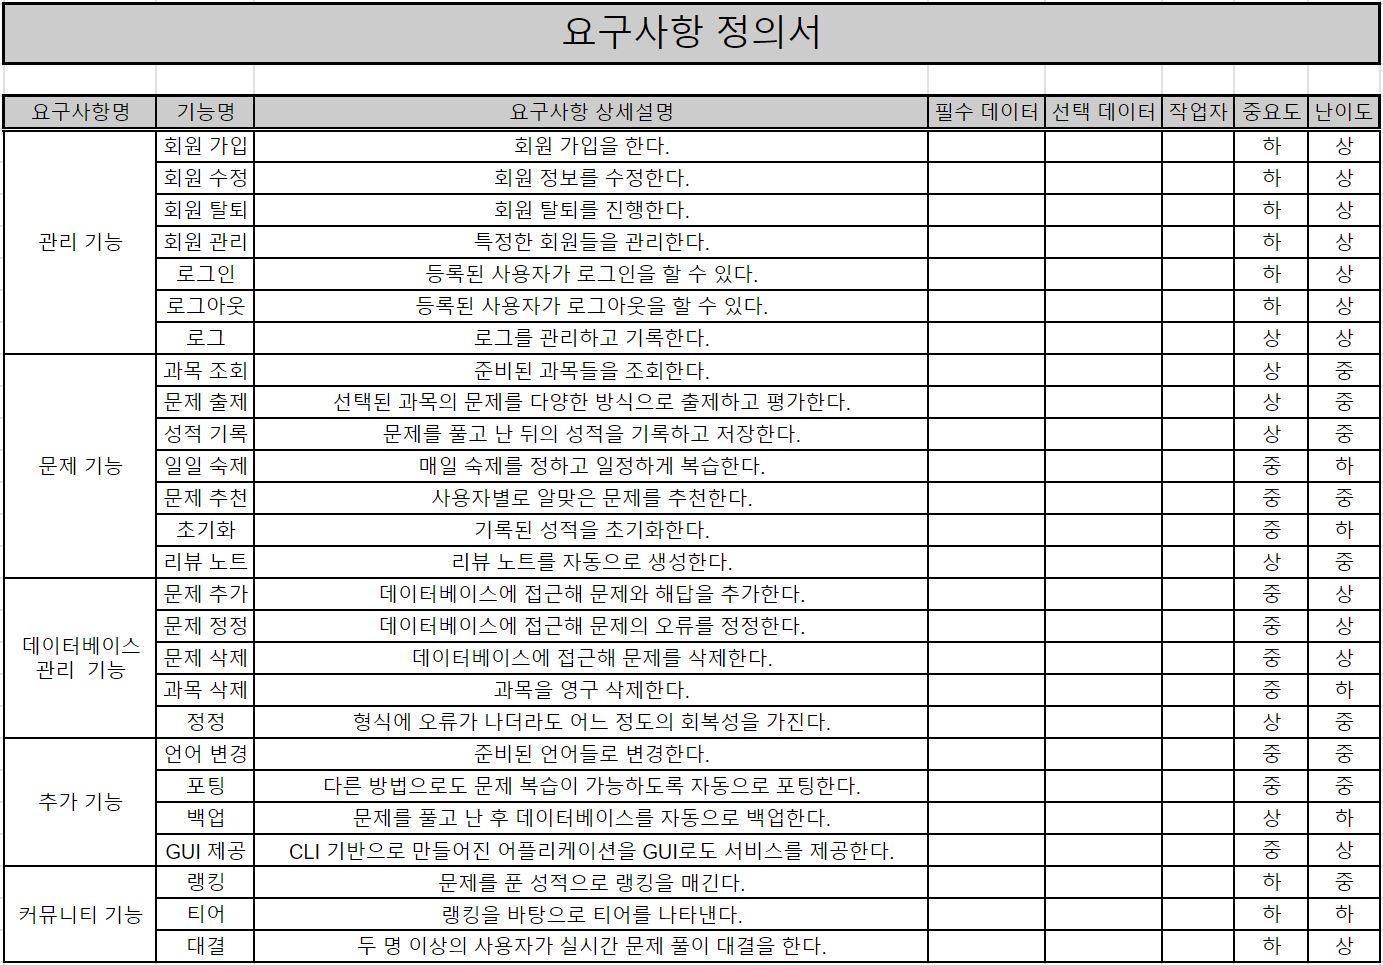 요구사항 정의서
요구사항명 기능명 요구사항 상세설명 필수 데이터 선택 데이터 작업자 중요도 난이도
관리 기능
회원 가입 회원 가입을 한다. 하 상
회원 수정 회원 정보를 수정한다. 하 상
회원 탈퇴 회원 탈퇴를 진행한다. 하 상
회원 관리 특정한 회원들을 관리한다. 하 상
로그인 등록된 사용자가 로그인을 할 수 있다. 하 상
로그아웃 등록된 사용자가 로그아웃을 할 수 있다. 하 상
로그 로그를 관리하고 기록한다. 상 상
문제 기능
과목 조회 준비된 과목들을 조회한다. 상 중
문제 출제 선택된 과목의 문제를 다양한 방식으로 출제하고 평가한다. 상 중
성적 기록 문제를 풀고 난 뒤의 성적을 기록하고 저장한다. 상 중
일일 숙제 매일 숙제를 정하고 일정하게 복습한다. 중 하
문제 추천 사용자별로 알맞은 문제를 추천한다. 중 중
초기화 기록된 성적을 초기화한다. 중 하
리뷰 노트 리뷰 노트를 자동으로 생성한다. 상 중
데이터베이스
관리 기능
문제 추가 데이터베이스에 접근해 문제와 해답을 추가한다. 중 상
문제 정정 데이터베이스에 접근해 문제의 오류를 정정한다. 중 상
문제 삭제 데이터베이스에 접근해 문제를 삭제한다. 중 상
과목 삭제 과목을 영구 삭제한다. 중 하
정정 형식에 오류가 나더라도 어느 정도의 회복성을 가진다. 상 중
추가 기능
언어 변경 준비된 언어들로 변경한다. 중 중
포팅 다른 방법으로도 문제 복습이 가능하도록 자동으로 포팅한다. 중 중
백업 문제를 풀고 난 후 데이터베이스를 자동으로 백업한다. 상 하
GUI 제공 CLI 기반으로 만들어진 어플리케이션을 GUI로도 서비스를 제공한다. 중 상
커뮤니티 기능
랭킹 문제를 푼 성적으로 랭킹을 매긴다. 하 중
티어 랭킹을 바탕으로 티어를 나타낸다. 하 하
대결 두 명 이상의 사용자가 실시간 문제 풀이 대결을 한다. 하 상